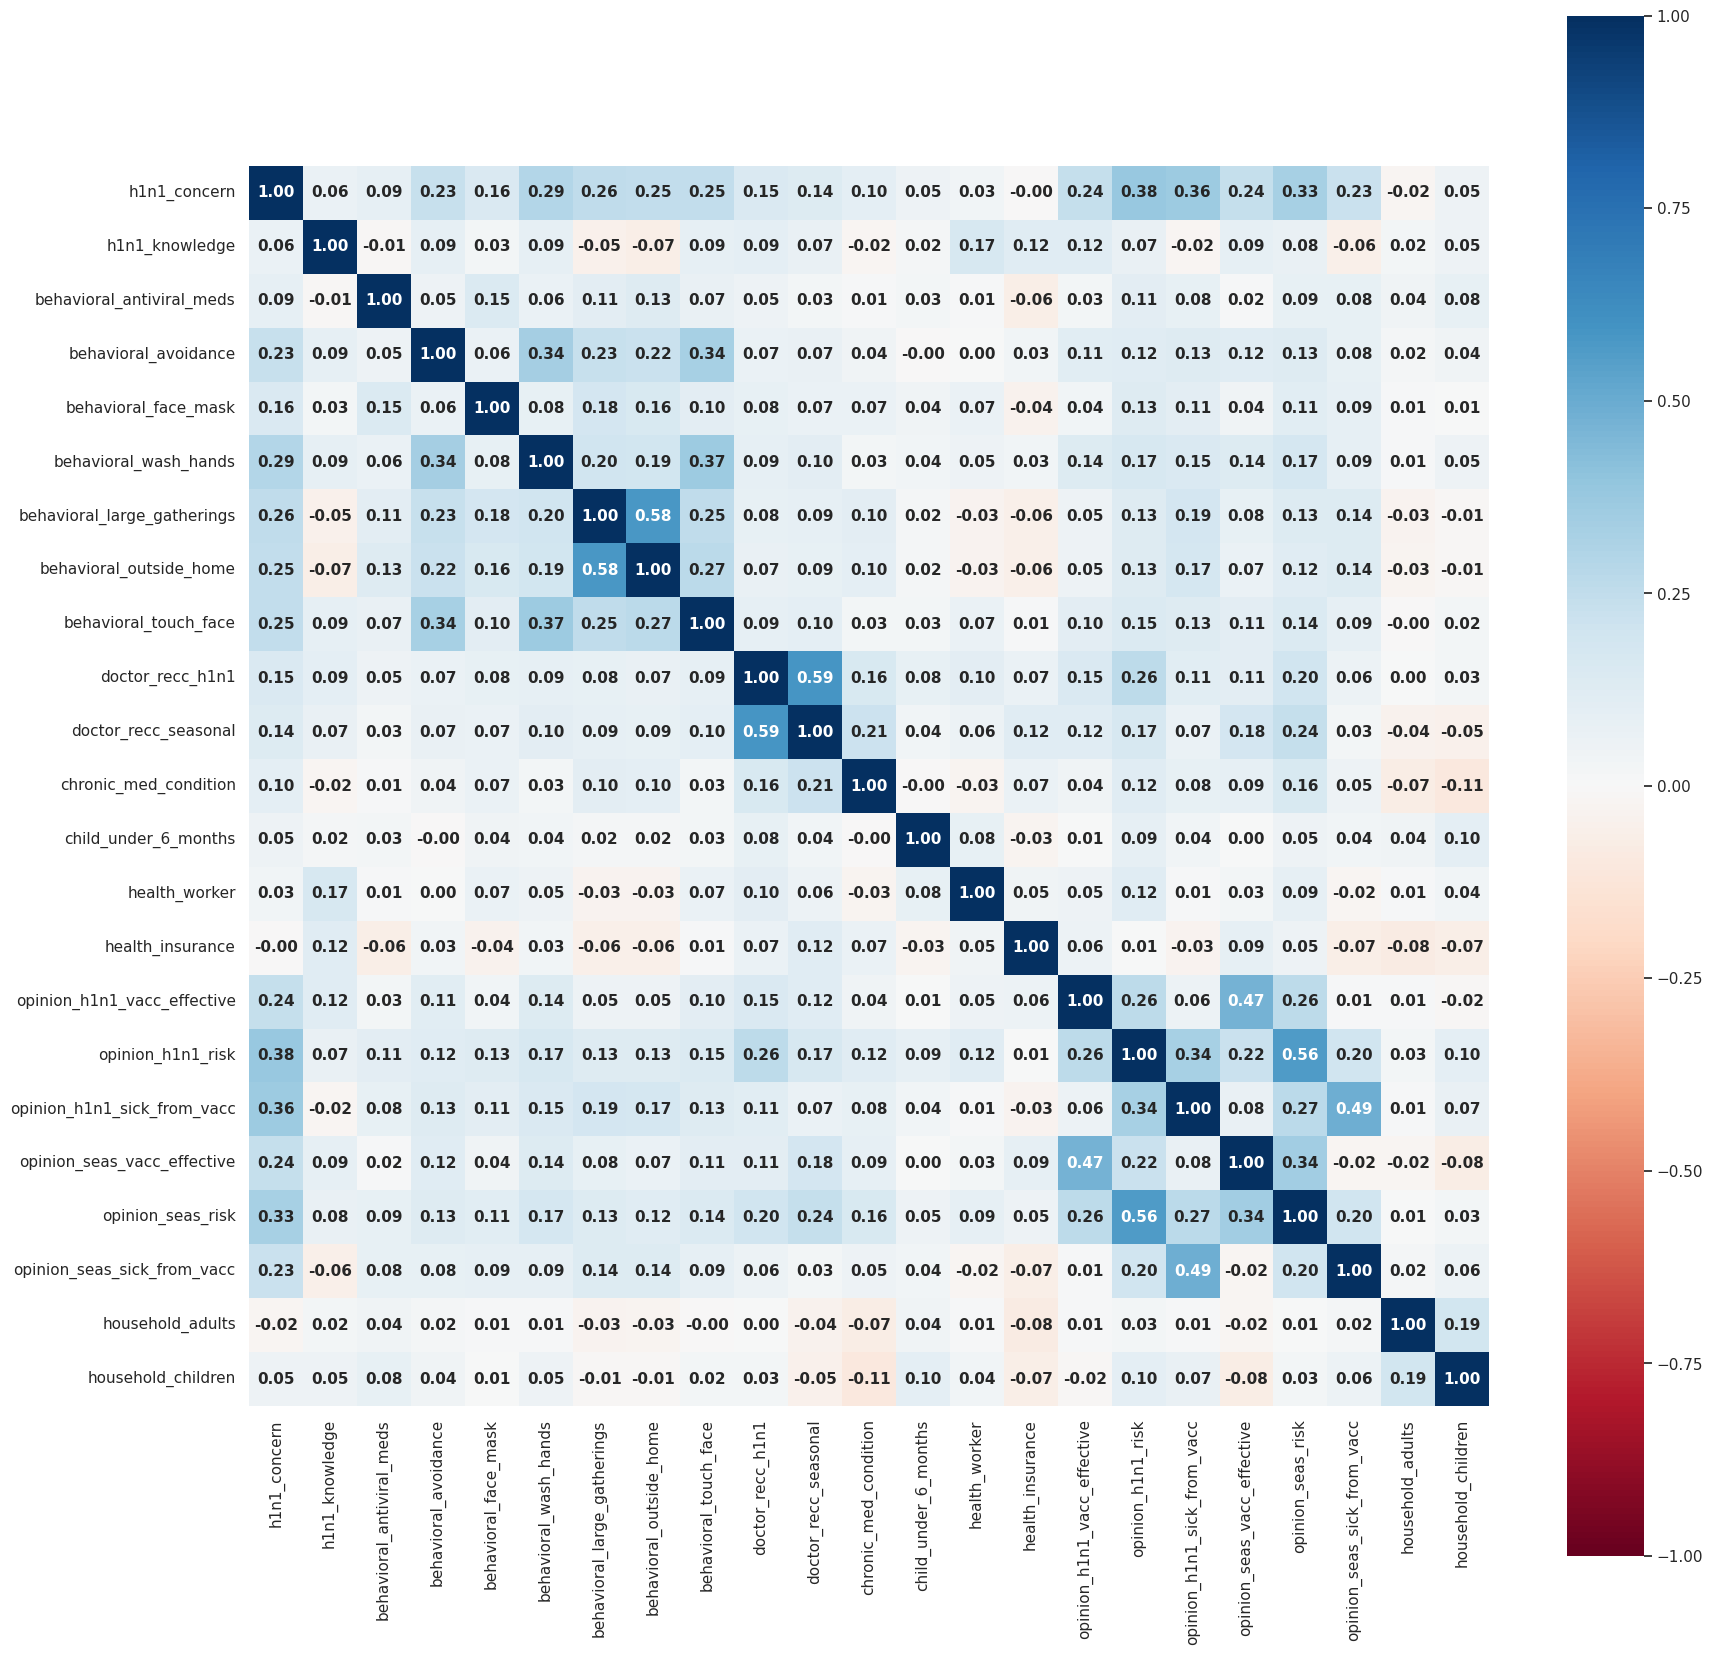 h1n1_concern 1.00 0.06 0.09 0.23 0.16 0.29 0.26 0.25 0.25 0.15 0.14 0.10 0.05 0.03 -0.00 0.24 0.38 0.36 0.24 0.33 0.23 -0.02 0.05
h1n1_knowledge 0.06 1.00 -0.01 0.09 0.03 0.09 -0.05 -0.07 0.09 0.09 0.07 -0.02 0.02 0.17 0.12 0.12 0.07 -0.02 0.09 0.08 -0.06 0.02 0.05
behavioral_antiviral_meds 0.09 -0.01 1.00 0.05 0.15 0.06 0.11 0.13 0.07 0.05 0.03 0.01 0.03 0.01 -0.06 0.03 0.11 0.08 0.02 0.09 0.08 0.04 0.08
behavioral_avoidance 0.23 0.09 0.05 1.00 0.06 0.34 0.23 0.22 0.34 0.07 0.07 0.04 -0.00 0.00 0.03 0.11 0.12 0.13 0.12 0.13 0.08 0.02 0.04
behavioral_face_mask 0.16 0.03 0.15 0.06 1.00 0.08 0.18 0.16 0.10 0.08 0.07 0.07 0.04 0.07 -0.04 0.04 0.13 0.11 0.04 0.11 0.09 0.01 0.01
behavioral_wash_hands 0.29 0.09 0.06 0.34 0.08 1.00 0.20 0.19 0.37 0.09 0.10 0.03 0.04 0.05 0.03 0.14 0.17 0.15 0.14 0.17 0.09 0.01 0.05
behavioral_large_gatherings 0.26 -0.05 0.11 0.23 0.18 0.20 1.00 0.58 0.25 0.08 0.09 0.10 0.02 -0.03 -0.06 0.05 0.13 0.19 0.08 0.13 0.14 -0.03 -0.01
behavioral_outside_home 0.25 -0.07 0.13 0.22 0.16 0.19 0.58 1.00 0.27 0.07 0.09 0.10 0.02 -0.03 -0.06 0.05 0.13 0.17 0.07 0.12 0.14 -0.03 -0.01
behavioral_touch_face 0.25 0.09 0.07 0.34 0.10 0.37 0.25 0.27 1.00 0.09 0.10 0.03 0.03 0.07 0.01 0.10 0.15 0.13 0.11 0.14 0.09 -0.00 0.02
doctor_recc_h1n1 0.15 0.09 0.05 0.07 0.08 0.09 0.08 0.07 0.09 1.00 0.59 0.16 0.08 0.10 0.07 0.15 0.26 0.11 0.11 0.20 0.06 0.00 0.03
doctor_recc_seasonal 0.14 0.07 0.03 0.07 0.07 0.10 0.09 0.09 0.10 0.59 1.00 0.21 0.04 0.06 0.12 0.12 0.17 0.07 0.18 0.24 0.03 -0.04 -0.05
chronic_med_condition 0.10 -0.02 0.01 0.04 0.07 0.03 0.10 0.10 0.03 0.16 0.21 1.00 -0.00 -0.03 0.07 0.04 0.12 0.08 0.09 0.16 0.05 -0.07 -0.11
child_under_6_months 0.05 0.02 0.03 -0.00 0.04 0.04 0.02 0.02 0.03 0.08 0.04 -0.00 1.00 0.08 -0.03 0.01 0.09 0.04 0.00 0.05 0.04 0.04 0.10
health_worker 0.03 0.17 0.01 0.00 0.07 0.05 -0.03 -0.03 0.07 0.10 0.06 -0.03 0.08 1.00 0.05 0.05 0.12 0.01 0.03 0.09 -0.02 0.01 0.04
health_insurance -0.00 0.12 -0.06 0.03 -0.04 0.03 -0.06 -0.06 0.01 0.07 0.12 0.07 -0.03 0.05 1.00 0.06 0.01 -0.03 0.09 0.05 -0.07 -0.08 -0.07
opinion_h1n1_vacc_effective 0.24 0.12 0.03 0.11 0.04 0.14 0.05 0.05 0.10 0.15 0.12 0.04 0.01 0.05 0.06 1.00 0.26 0.06 0.47 0.26 0.01 0.01 -0.02
opinion_h1n1_risk 0.38 0.07 0.11 0.12 0.13 0.17 0.13 0.13 0.15 0.26 0.17 0.12 0.09 0.12 0.01 0.26 1.00 0.34 0.22 0.56 0.20 0.03 0.10
opinion_h1n1_sick_from_vacc 0.36 -0.02 0.08 0.13 0.11 0.15 0.19 0.17 0.13 0.11 0.07 0.08 0.04 0.01 -0.03 0.06 0.34 1.00 0.08 0.27 0.49 0.01 0.07
opinion_seas_vacc_effective 0.24 0.09 0.02 0.12 0.04 0.14 0.08 0.07 0.11 0.11 0.18 0.09 0.00 0.03 0.09 0.47 0.22 0.08 1.00 0.34 -0.02 -0.02 -0.08
opinion_seas_risk 0.33 0.08 0.09 0.13 0.11 0.17 0.13 0.12 0.14 0.20 0.24 0.16 0.05 0.09 0.05 0.26 0.56 0.27 0.34 1.00 0.20 0.01 0.03
opinion_seas_sick_from_vacc 0.23 -0.06 0.08 0.08 0.09 0.09 0.14 0.14 0.09 0.06 0.03 0.05 0.04 -0.02 -0.07 0.01 0.20 0.49 -0.02 0.20 1.00 0.02 0.06
household_adults -0.02 0.02 0.04 0.02 0.01 0.01 -0.03 -0.03 -0.00 0.00 -0.04 -0.07 0.04 0.01 -0.08 0.01 0.03 0.01 -0.02 0.01 0.02 1.00 0.19
household_children 0.05 0.05 0.08 0.04 0.01 0.05 -0.01 -0.01 0.02 0.03 -0.05 -0.11 0.10 0.04 -0.07 -0.02 0.10 0.07 -0.08 0.03 0.06 0.19 1.00
h1n1_concern
h1n1_knowledge
behavioral_antiviral_meds
behavioral_avoidance
behavioral_face_mask
behavioral_wash_hands
behavioral_large_gatherings
behavioral_outside_home
behavioral_touch_face
doctor_recc_h1n1
doctor_recc_seasonal
chronic_med_condition
child_under_6_months
health_worker
health_insurance
opinion_h1n1_vacc_effective
opinion_h1n1_risk
opinion_h1n1_sick_from_vacc
opinion_seas_vacc_effective
opinion_seas_risk
opinion_seas_sick_from_vacc
household_adults
household_children
1.00
0.75
0.50
0.25
0.00
−0.25
−0.50
−0.75
−1.00